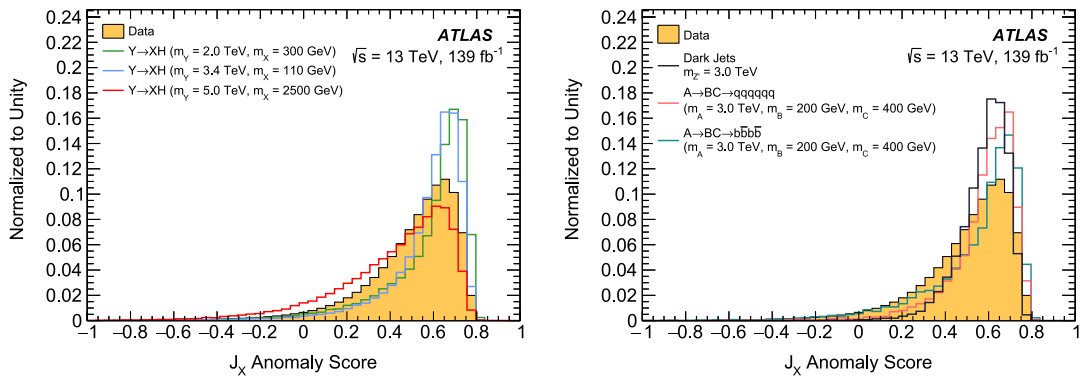 0.24
0.22
0.2
0.18
0.16
0.14
0.12
0.1
0.08
0.06
0.04
0.02
0
Normalized to Unity
Data
Y→XH (m_Y = 2.0 TeV, m_X = 300 GeV)
Y→XH (m_Y = 3.4 TeV, m_X = 110 GeV)
Y→XH (m_Y = 5.0 TeV, m_X = 2500 GeV)
ATLAS
√s = 13 TeV, 139 fb⁻¹
−1 −0.8 −0.6 −0.4 −0.2 0 0.2 0.4 0.6 0.8 1
J_X Anomaly Score
0.24
0.22
0.2
0.18
0.16
0.14
0.12
0.1
0.08
0.06
0.04
0.02
0
Normalized to Unity
Data
Dark Jets
m_Z' = 3.0 TeV
A→BC→qqqqqq
(m_A = 3.0 TeV, m_B = 200 GeV, m_C = 400 GeV)
A→BC→bb̄bb̄
(m_A = 3.0 TeV, m_B = 200 GeV, m_C = 400 GeV)
ATLAS
√s = 13 TeV, 139 fb⁻¹
−1 −0.8 −0.6 −0.4 −0.2 0 0.2 0.4 0.6 0.8 1
J_X Anomaly Score